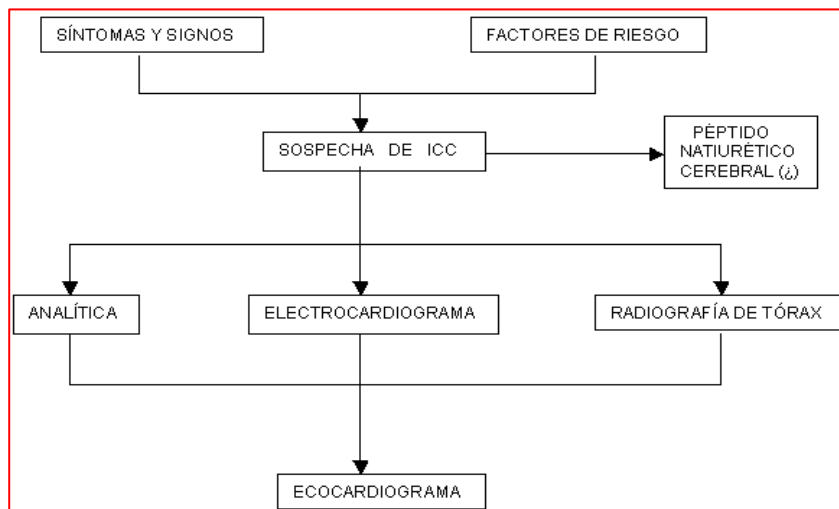 SÍNTOMAS Y SIGNOS
FACTORES DE RIESGO
SOSPECHA DE ICC
PÉPTIDO
NATIURÉTICO
CEREBRAL (¿)
ANALÍTICA
ELECTROCARDIOGRAMA
RADIOGRAFÍA DE TÓRAX
ECOCARDIOGRAMA